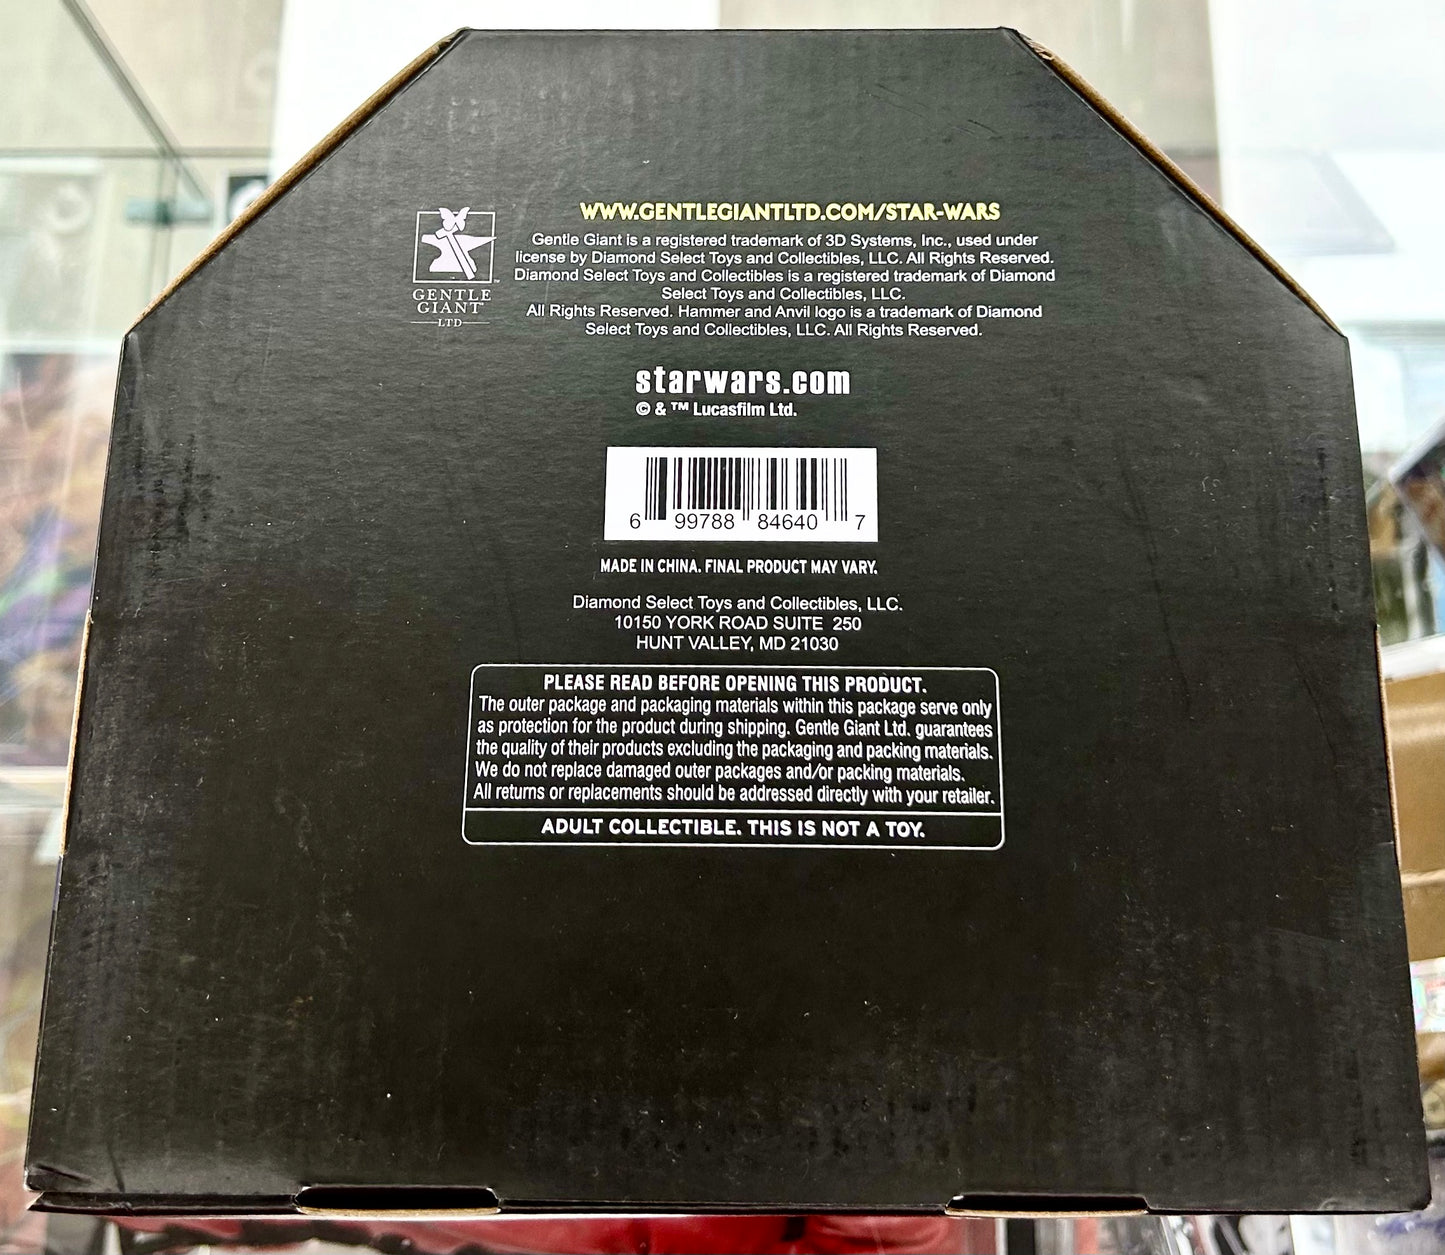 WWW.GENTLEGIANTLTD.COM/STAR-WARS
GENTLE
GIANT™
LTD
Gentle Giant is a registered trademark of 3D Systems, Inc., used under
license by Diamond Select Toys and Collectibles, LLC. All Rights Reserved.
Diamond Select Toys and Collectibles is a registered trademark of Diamond
Select Toys and Collectibles, LLC.
All Rights Reserved. Hammer and Anvil logo is a trademark of Diamond
Select Toys and Collectibles, LLC. All Rights Reserved.
starwars.com
© & ™ Lucasfilm Ltd.
6 99788 84640 7
MADE IN CHINA. FINAL PRODUCT MAY VARY.
Diamond Select Toys and Collectibles, LLC.
10150 YORK ROAD SUITE 250
HUNT VALLEY, MD 21030
PLEASE READ BEFORE OPENING THIS PRODUCT.
The outer package and packaging materials within this package serve only
as protection for the product during shipping. Gentle Giant Ltd. guarantees
the quality of their products excluding the packaging and packing materials.
We do not replace damaged outer packages and/or packing materials.
All returns or replacements should be addressed directly with your retailer.
ADULT COLLECTIBLE. THIS IS NOT A TOY.